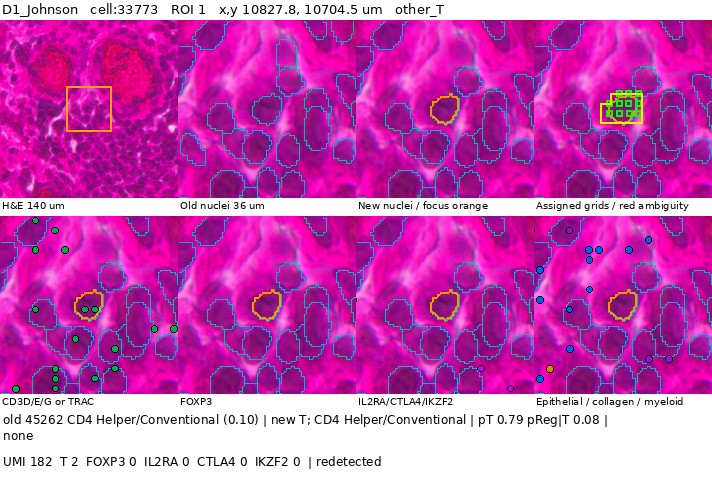 D1_Johnson cell:33773 ROI 1 x,y 10827.8, 10704.5 um other_T
H&E 140 um
Old nuclei 36 um
New nuclei / focus orange
Assigned grids / red ambiguity
CD3D/E/G or TRAC
FOXP3
IL2RA/CTLA4/IKZF2
Epithelial / collagen / myeloid
old 45262 CD4 Helper/Conventional (0.10) | new T; CD4 Helper/Conventional | pT 0.79 pReg|T 0.08 |
none
UMI 182 T 2 FOXP3 0 IL2RA 0 CTLA4 0 IKZF2 0 | redetected